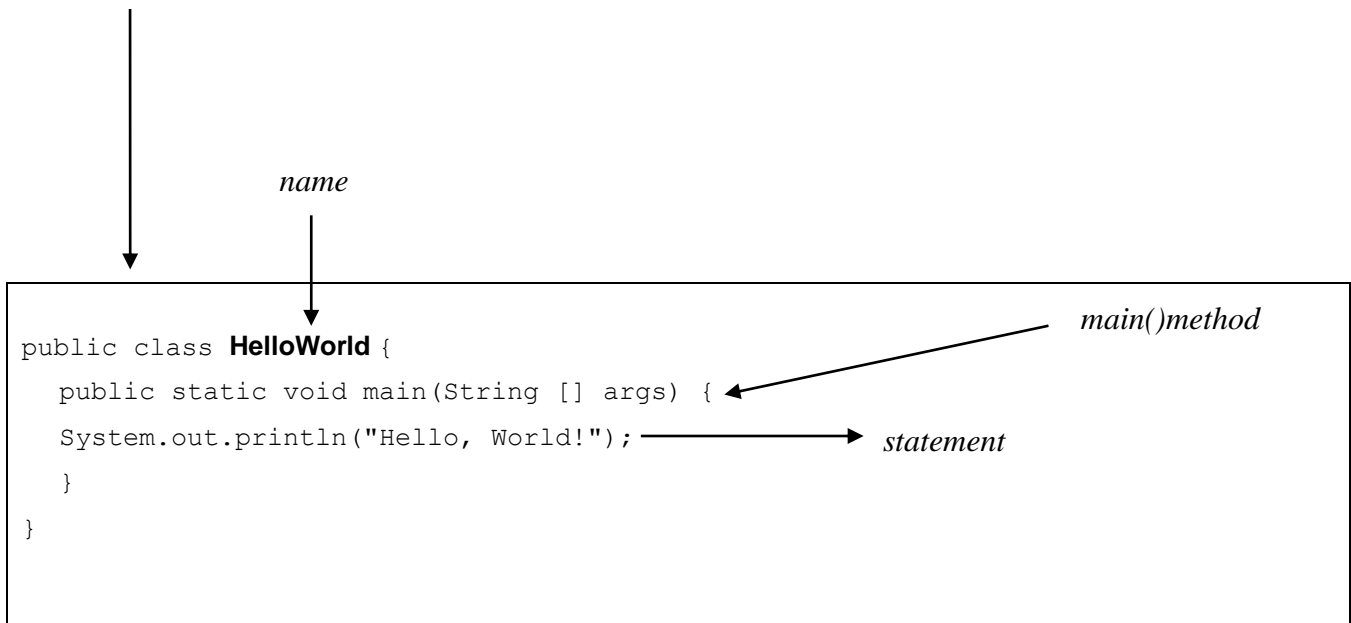 name
main()method
public class HelloWorld {
public static void main(String [] args) {
System.out.println("Hello, World!");
statement
}
}